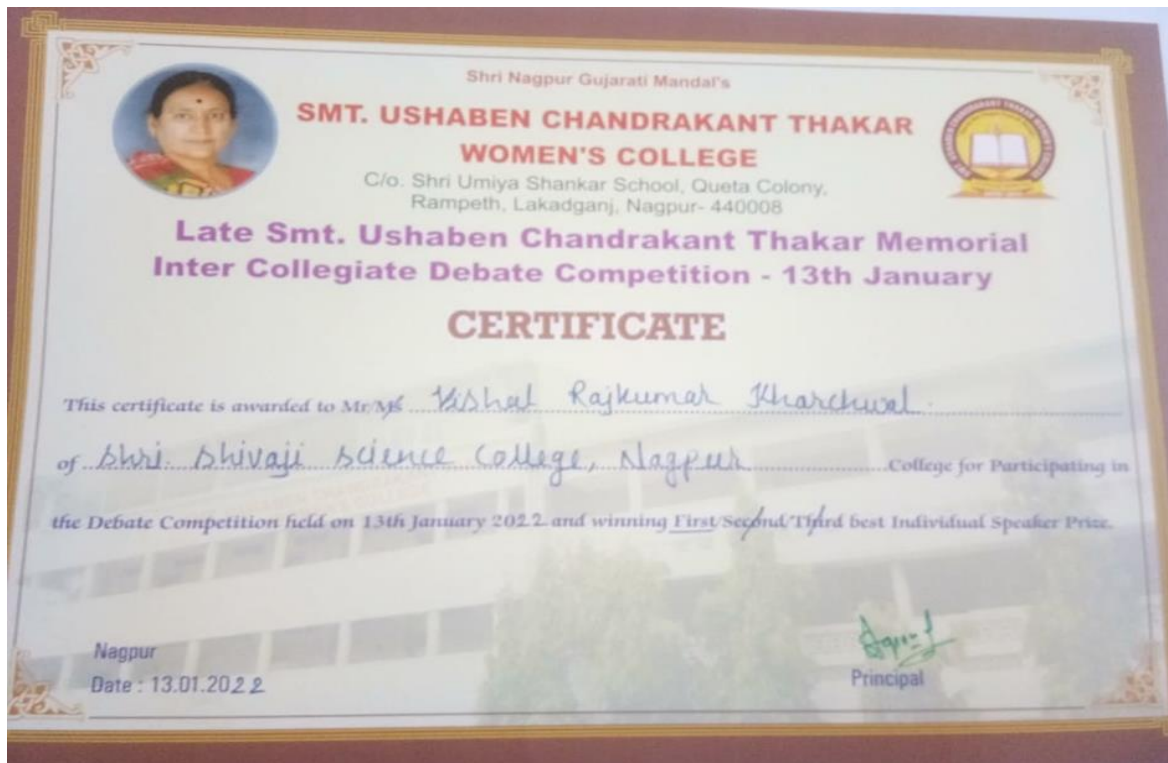 Shri Nagpur Gujarati Mandal's
SMT. USHABEN CHANDRAKANT THAKAR
WOMEN'S COLLEGE
C/o. Shri Umiya Shankar School, Queta Colony,
Rampeth, Lakadganj, Nagpur- 440008
Late Smt. Ushaben Chandrakant Thakar Memorial
Inter Collegiate Debate Competition - 13th January
CERTIFICATE
This certificate is awarded to Mr/Ms Vishal Rajkumar Kharchwal.
of Shri. Shivaji Science College, Nagpur College for Participating in
the Debate Competition held on 13th January 2022 and winning First/Second/Third best Individual Speaker Prize.
Nagpur
Date : 13.01.2022
Principal